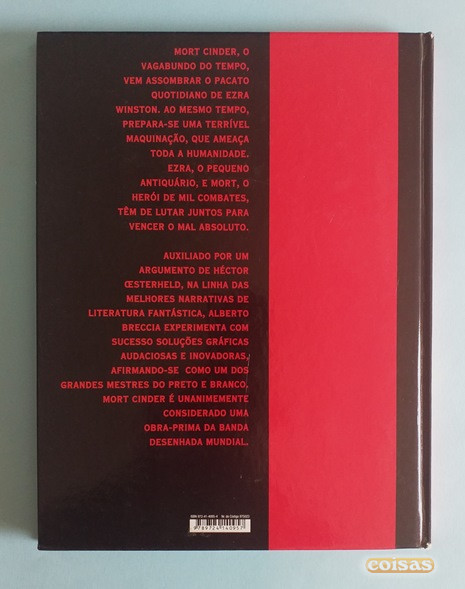 MORT CINDER, O
VAGABUNDO DO TEMPO,
VEM ASSOMBRAR O PACATO
QUOTIDIANO DE EZRA
WINSTON. AO MESMO TEMPO,
PREPARA-SE UMA TERRÍVEL
MAQUINAÇÃO, QUE AMEAÇA
TODA A HUMANIDADE.
EZRA, O PEQUENO
ANTIQUÁRIO, E MORT, O
HERÓI DE MIL COMBATES,
TÊM DE LUTAR JUNTOS PARA
VENCER O MAL ABSOLUTO.
AUXILIADO POR UM
ARGUMENTO DE HÉCTOR
ŒSTERHELD, NA LINHA DAS
MELHORES NARRATIVAS DE
LITERATURA FANTÁSTICA, ALBERTO
BRECCIA EXPERIMENTA COM
SUCESSO SOLUÇÕES GRÁFICAS
AUDACIOSAS E INOVADORAS,
AFIRMANDO-SE COMO UM DOS
GRANDES MESTRES DO PRETO E BRANCO.
MORT CINDER É UNANIMEMENTE
CONSIDERADO UMA
OBRA-PRIMA DA BANDA
DESENHADA MUNDIAL.
9789724140957
coisas